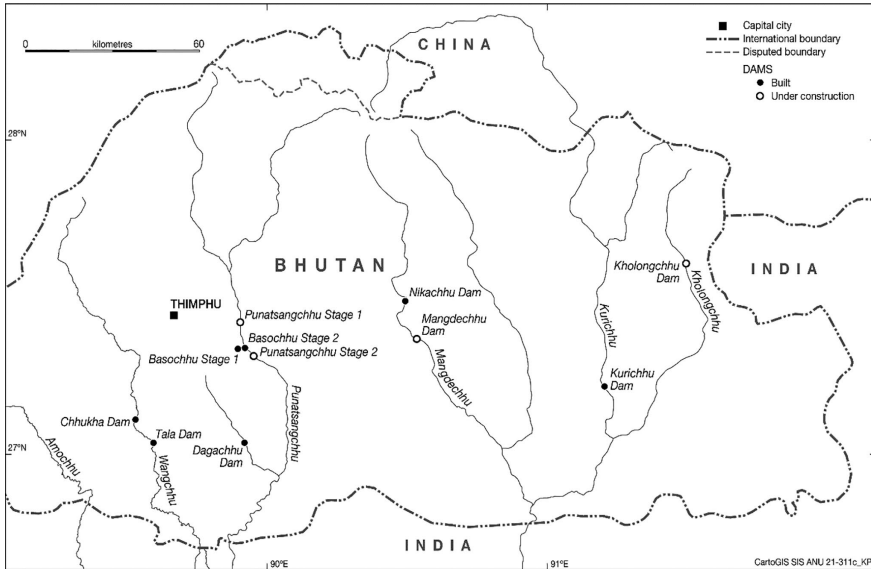 0 kilometres 60
CHINA
Capital city
International boundary
Disputed boundary
DAMS
Built
Under construction
28°N
BHUTAN
INDIA
Kholongchhu
Dam
Kholongchhu
THIMPHU
Nikachhu Dam
Punatsangchhu Stage 1
Mangdechhu
Dam
Kurichhu
Basochhu Stage 2
Basochhu Stage 1
Punatsangchhu Stage 2
Mangdechhu
Kurichhu
Dam
Punatsangchhu
Chhukha Dam
Tala Dam
Dagachhu
Dam
27°N
Amochhu
Wangchhu
INDIA
90°E
91°E
CartoGIS SIS ANU 21-311c_KP